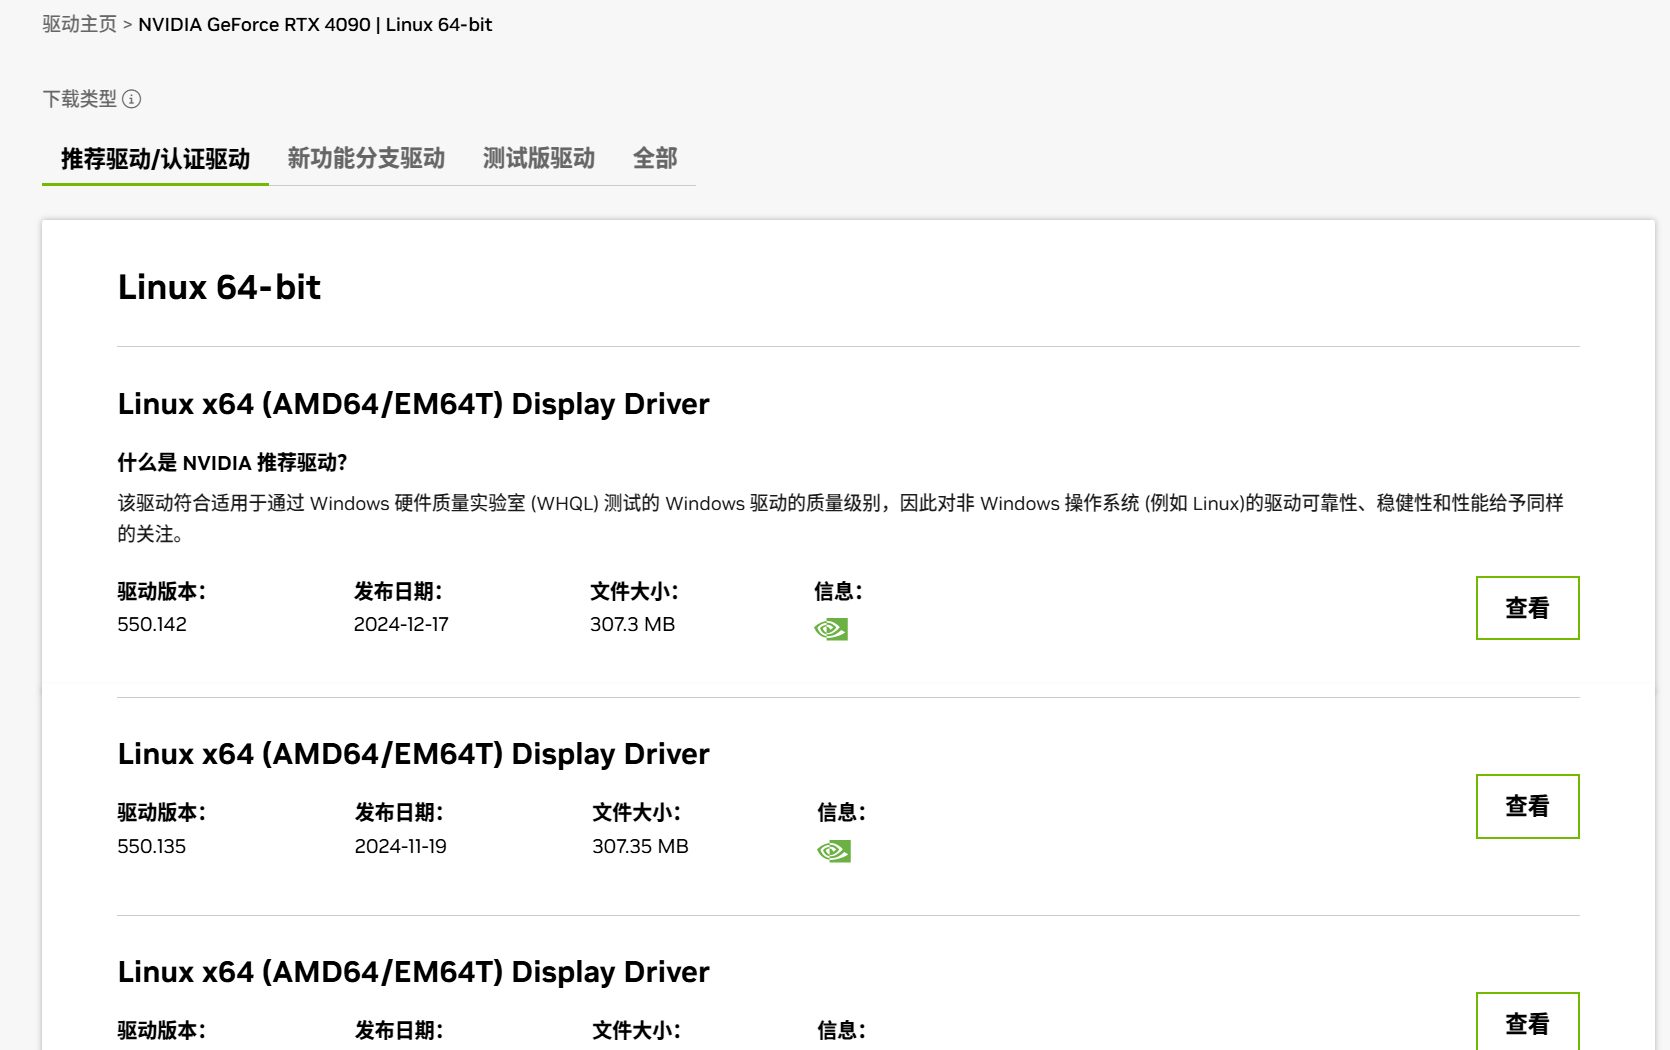 驱动主页 > NVIDIA GeForce RTX 4090 | Linux 64-bit
下载类型
推荐驱动/认证驱动 新功能分支驱动 测试版驱动 全部
Linux 64-bit
Linux x64 (AMD64/EM64T) Display Driver
什么是 NVIDIA 推荐驱动?
该驱动符合适用于通过 Windows 硬件质量实验室 (WHQL) 测试的 Windows 驱动的质量级别，因此对非 Windows 操作系统 (例如 Linux)的驱动可靠性、稳健性和性能给予同样
的关注。
驱动版本： 发布日期： 文件大小： 信息：
550.142 2024-12-17 307.3 MB
查看
Linux x64 (AMD64/EM64T) Display Driver
驱动版本： 发布日期： 文件大小： 信息：
550.135 2024-11-19 307.35 MB
查看
Linux x64 (AMD64/EM64T) Display Driver
驱动版本： 发布日期： 文件大小： 信息：
查看